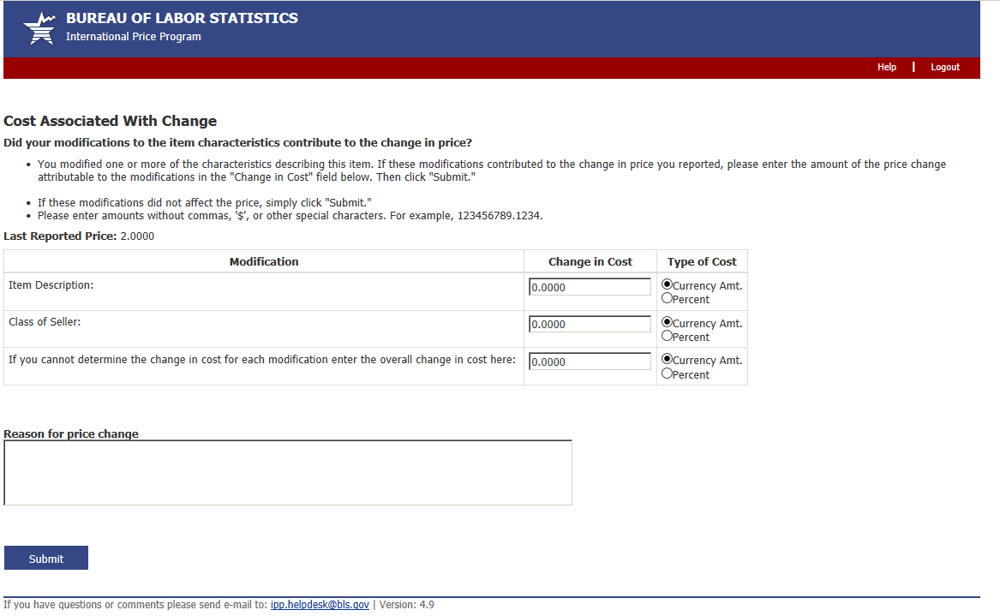 BUREAU OF LABOR STATISTICS
International Price Program
Help | Logout
Cost Associated With Change
Did your modifications to the item characteristics contribute to the change in price?
• You modified one or more of the characteristics describing this item. If these modifications contributed to the change in price you reported, please enter the amount of the price change
attributable to the modifications in the "Change in Cost" field below. Then click "Submit."
• If these modifications did not affect the price, simply click "Submit."
• Please enter amounts without commas, '$', or other special characters. For example, 123456789.1234.
Last Reported Price: 2.0000
Modification Change in Cost Type of Cost
Item Description: 0.0000 Currency Amt.
Percent
Class of Seller: 0.0000 Currency Amt.
Percent
If you cannot determine the change in cost for each modification enter the overall change in cost here: 0.0000 Currency Amt.
Percent
Reason for price change
Submit
If you have questions or comments please send e-mail to: ipp.helpdesk@bls.gov | Version: 4.9